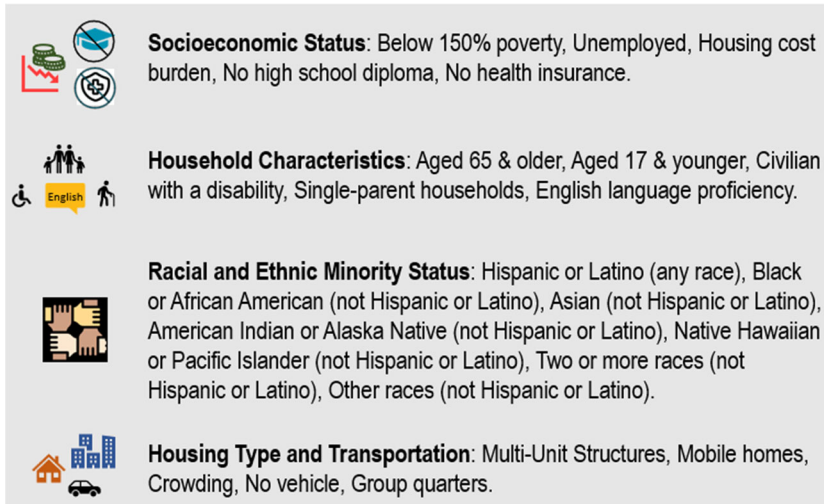 Socioeconomic Status: Below 150% poverty, Unemployed, Housing cost
burden, No high school diploma, No health insurance.
Household Characteristics: Aged 65 & older, Aged 17 & younger, Civilian
with a disability, Single-parent households, English language proficiency.
English
Racial and Ethnic Minority Status: Hispanic or Latino (any race), Black
or African American (not Hispanic or Latino), Asian (not Hispanic or Latino),
American Indian or Alaska Native (not Hispanic or Latino), Native Hawaiian
or Pacific Islander (not Hispanic or Latino), Two or more races (not
Hispanic or Latino), Other races (not Hispanic or Latino).
Housing Type and Transportation: Multi-Unit Structures, Mobile homes,
Crowding, No vehicle, Group quarters.